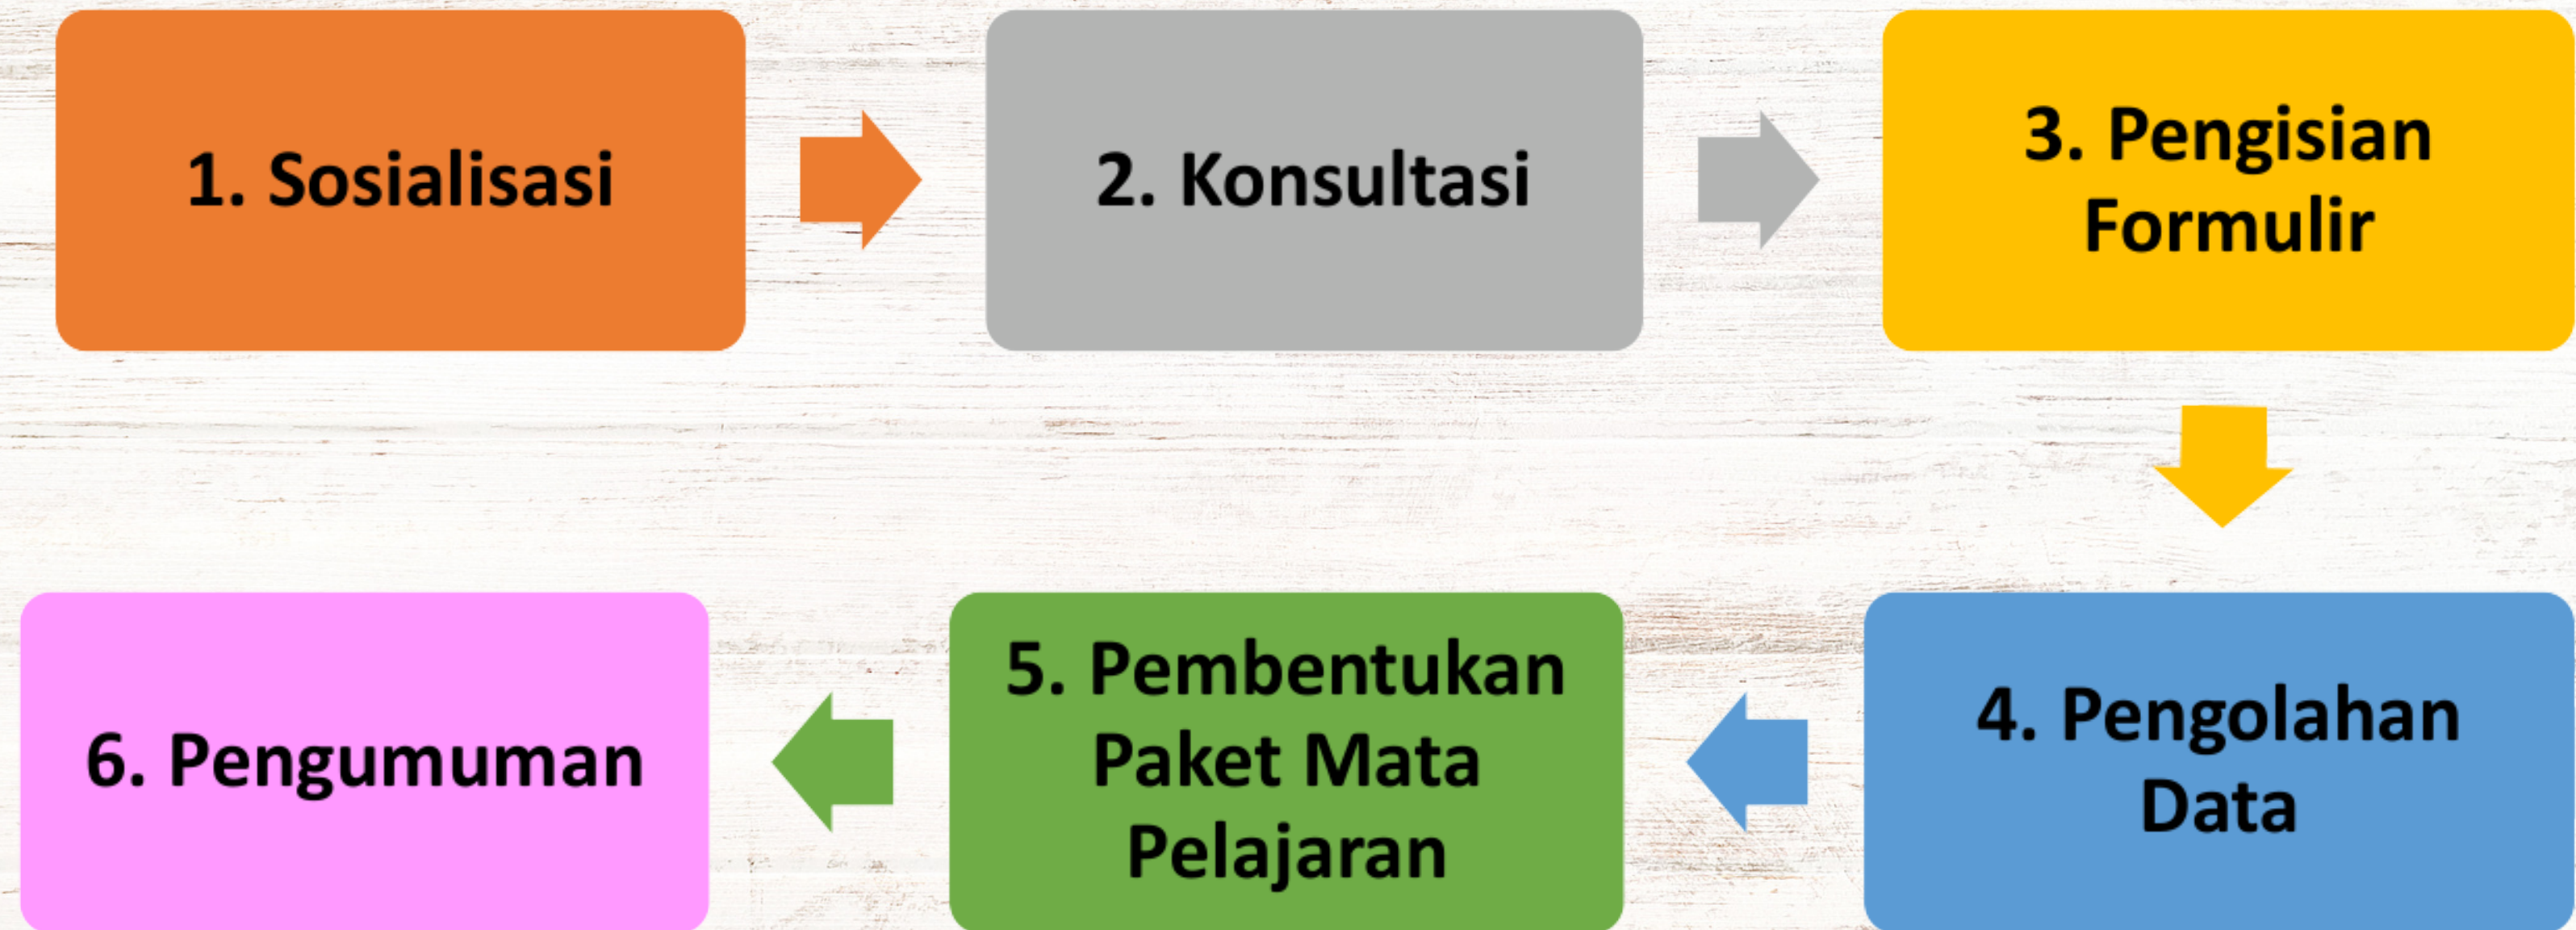 1. Sosialisasi
2. Konsultasi
3. Pengisian
Formulir
4. Pengolahan
Data
5. Pembentukan
Paket Mata
Pelajaran
6. Pengumuman